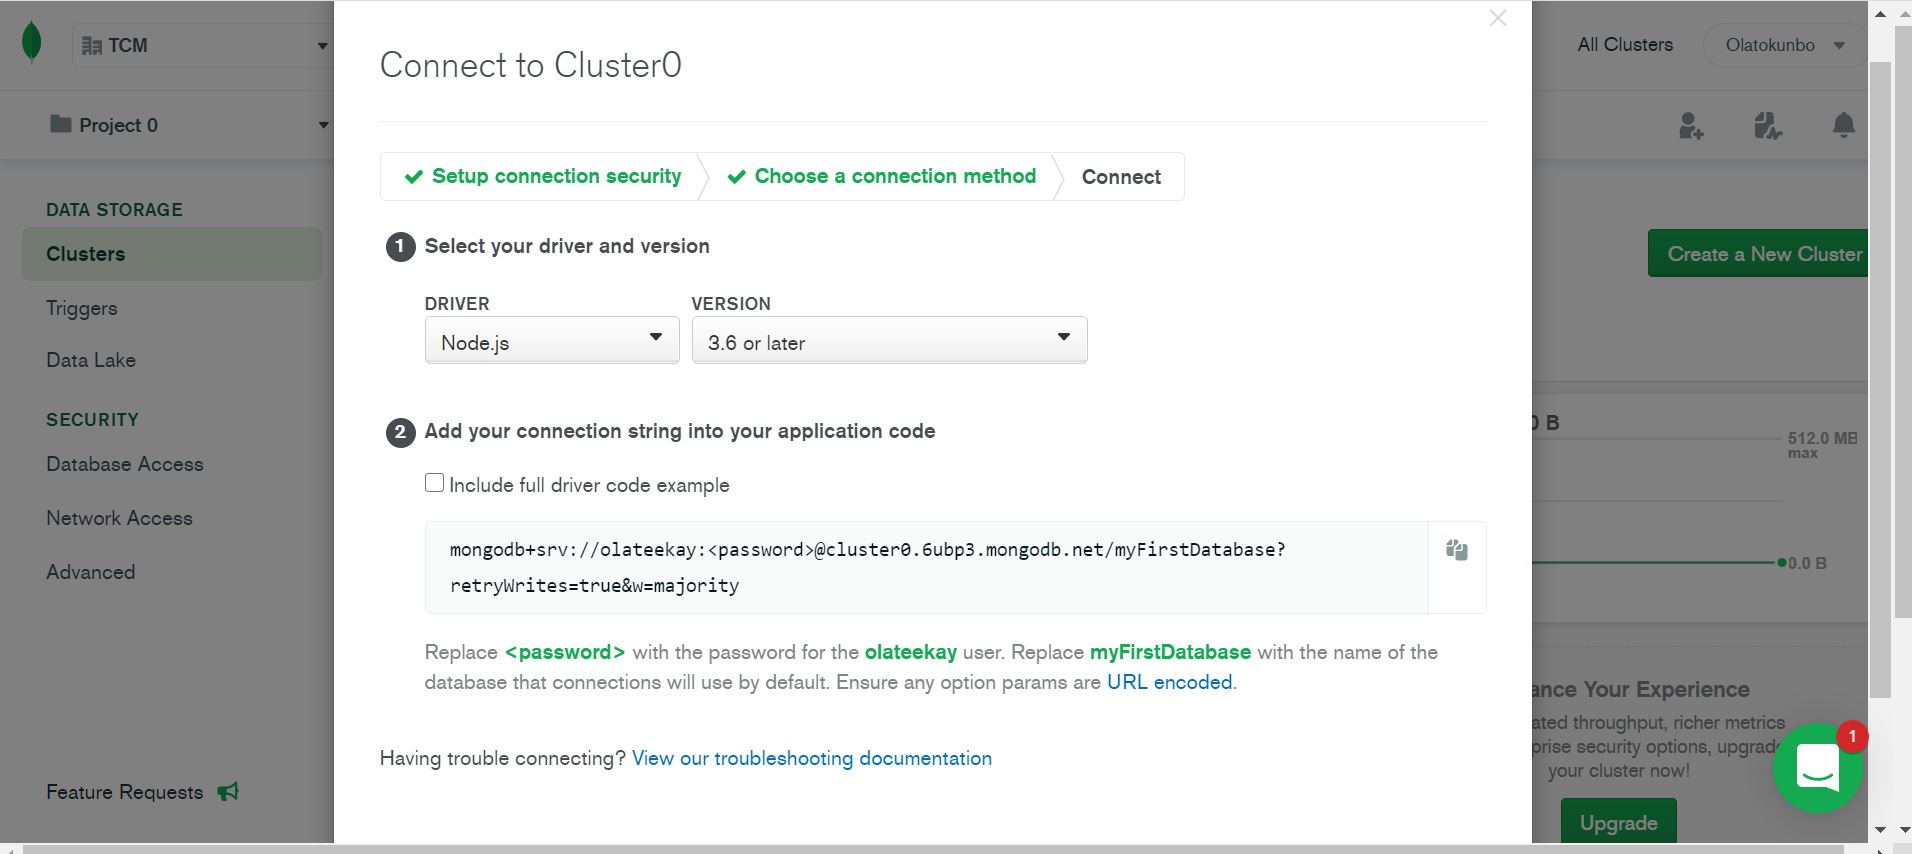 TCM
All Clusters
Olatokunbo
Project 0
DATA STORAGE
Clusters
Triggers
Data Lake
SECURITY
Database Access
Network Access
Advanced
Feature Requests
Connect to Cluster0
Setup connection security
Choose a connection method
Connect
1 Select your driver and version
DRIVER
VERSION
Node.js
3.6 or later
2 Add your connection string into your application code
Include full driver code example
mongodb+srv://olateekay:<password>@cluster0.6ubp3.mongodb.net/myFirstDatabase?
retryWrites=true&w=majority
Replace <password> with the password for the olateekay user. Replace myFirstDatabase with the name of the
database that connections will use by default. Ensure any option params are URL encoded.
Having trouble connecting? View our troubleshooting documentation
Create a New Cluster
B
512.0 MB
max
0.0 B
Your Experience
throughput, richer metrics
security options,
your cluster now!
1
Upgrade